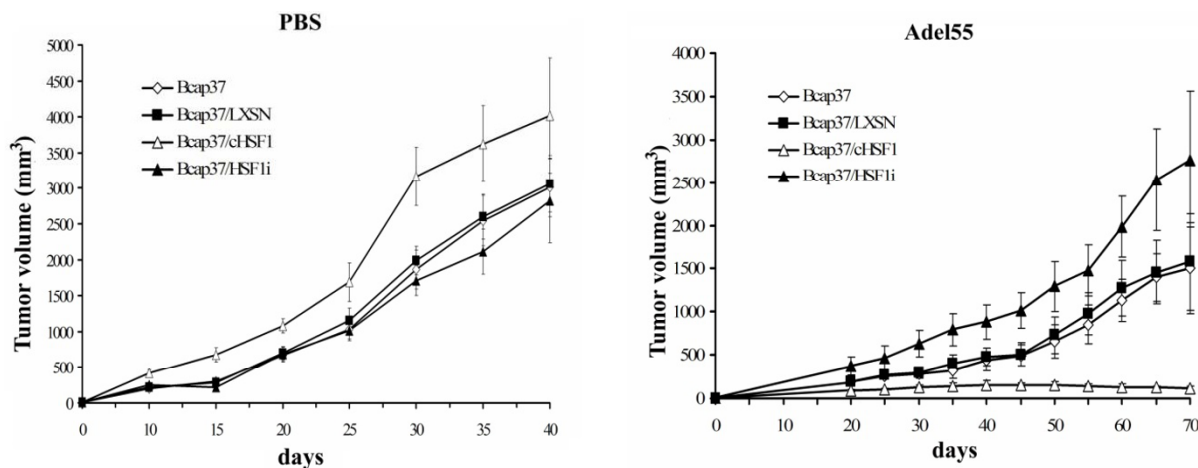 PBS
Tumor volume (mm³)
5000
4500
4000
3500
3000
2500
2000
1500
1000
500
0
Bcap37
Bcap37/LXSN
Bcap37/cHSF1
Bcap37/HSF1i
0 10 15 20 25 30 35 40
days
Adel55
Tumor volume (mm³)
4000
3500
3000
2500
2000
1500
1000
500
0
Bcap37
Bcap37/LXSN
Bcap37/cHSF1
Bcap37/HSF1i
0 20 30 40 50 60 70
days